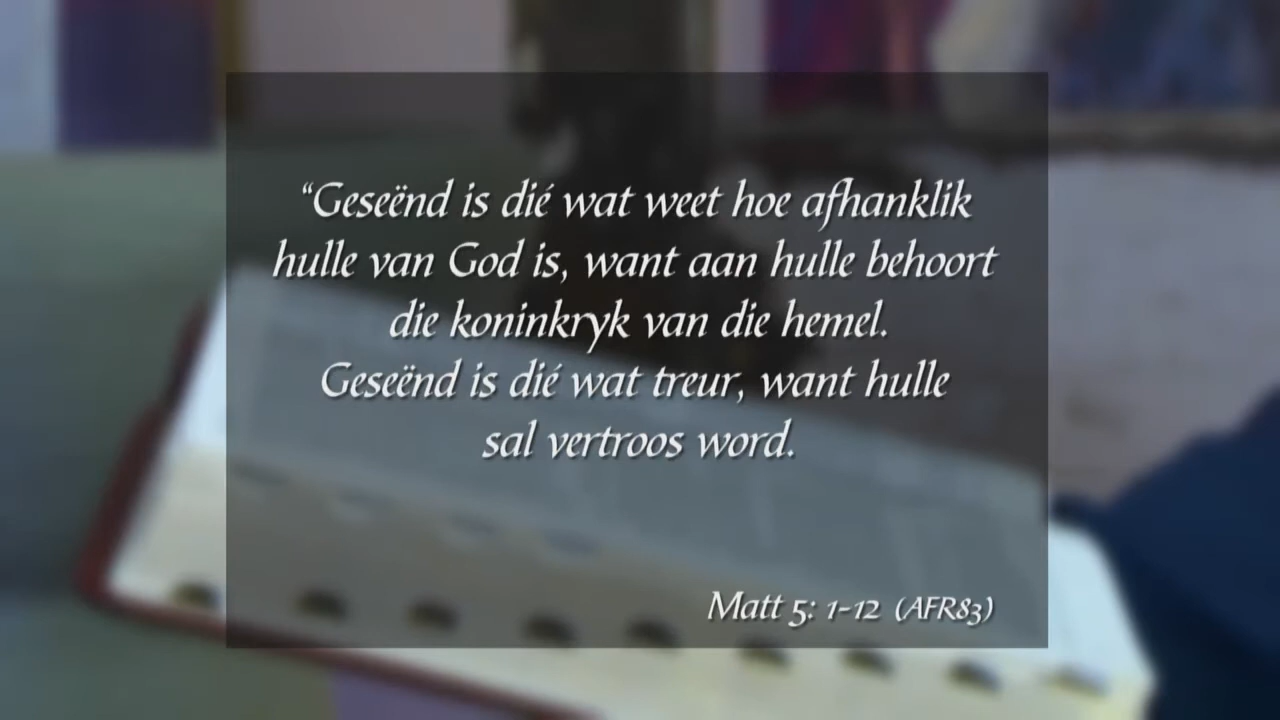 “Geseënd is dié wat weet hoe afhanklik
hulle van God is, want aan hulle behoort
die koninkryk van die hemel.
Geseënd is dié wat treur, want hulle
sal vertroos word.
Matt 5: 1-12 (AFR83)